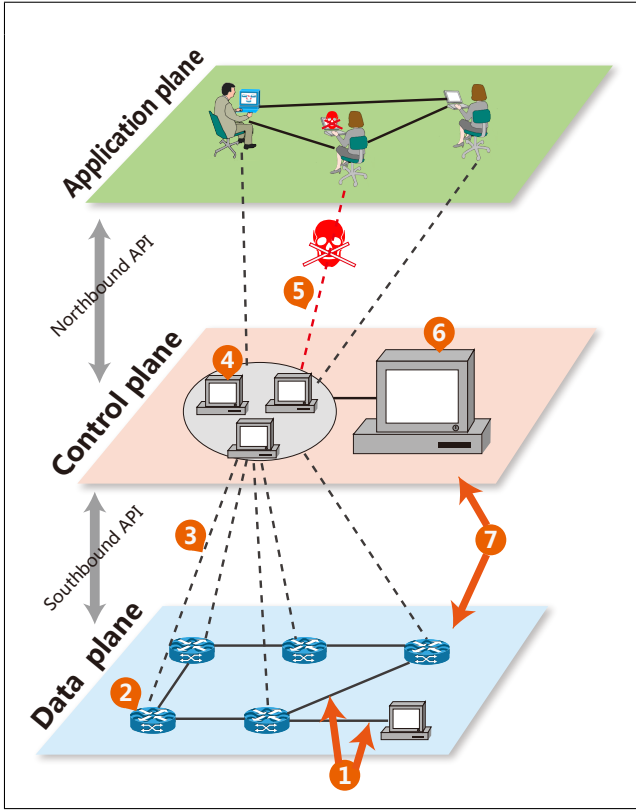 Application plane
Northbound API
5
6
4
Control plane
3
Southbound API
7
Data plane
2
1